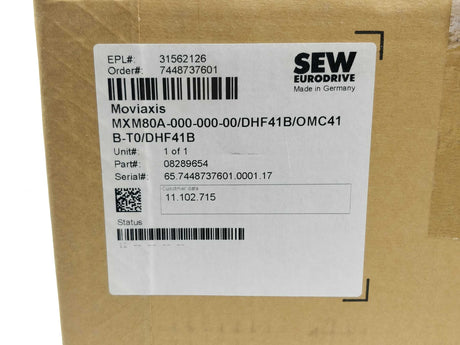 EPL#: 31562126
Order#: 7448737601
SEW
EURODRIVE
Made in Germany
Moviaxis
MXM80A-000-000-00/DHF41B/OMC41
B-T0/DHF41B
Unit#: 1 of 1
Part#: 08289654
Serial#: 65.7448737601.0001.17
Customer data
11.102.715
Status